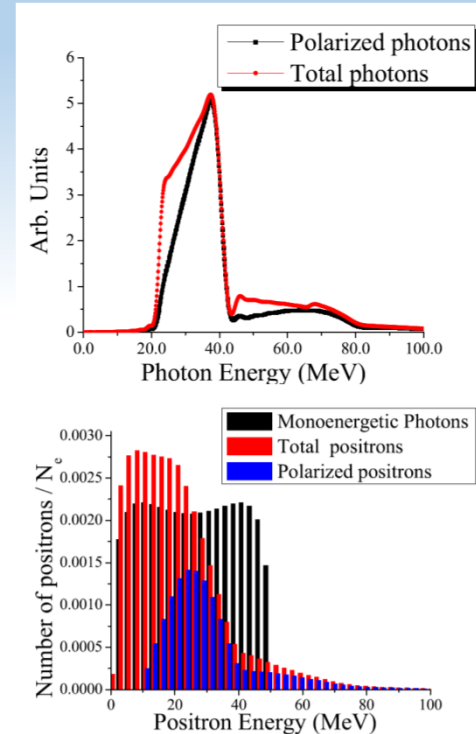 Polarized photons
Total photons
6
5
4
3
2
1
0
Arb. Units
0.0 20.0 40.0 60.0 80.0 100.0
Photon Energy (MeV)
Monoenergetic Photons
Total positrons
Polarized positrons
0.0030
0.0025
0.0020
0.0015
0.0010
0.0005
0.0000
Number of positrons / N_e
0 20 40 60 80 100
Positron Energy (MeV)